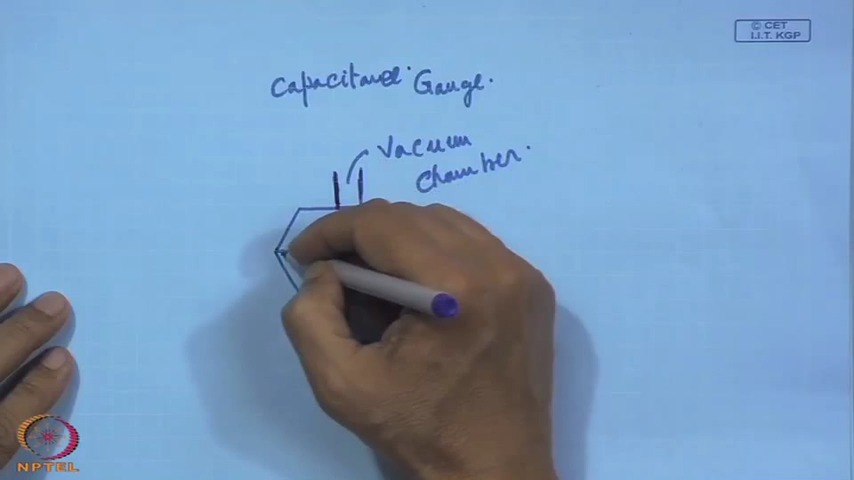 © CET
I.I.T. KGP
Capacitance Gauge.
Vacuum
chamber.
NPTEL